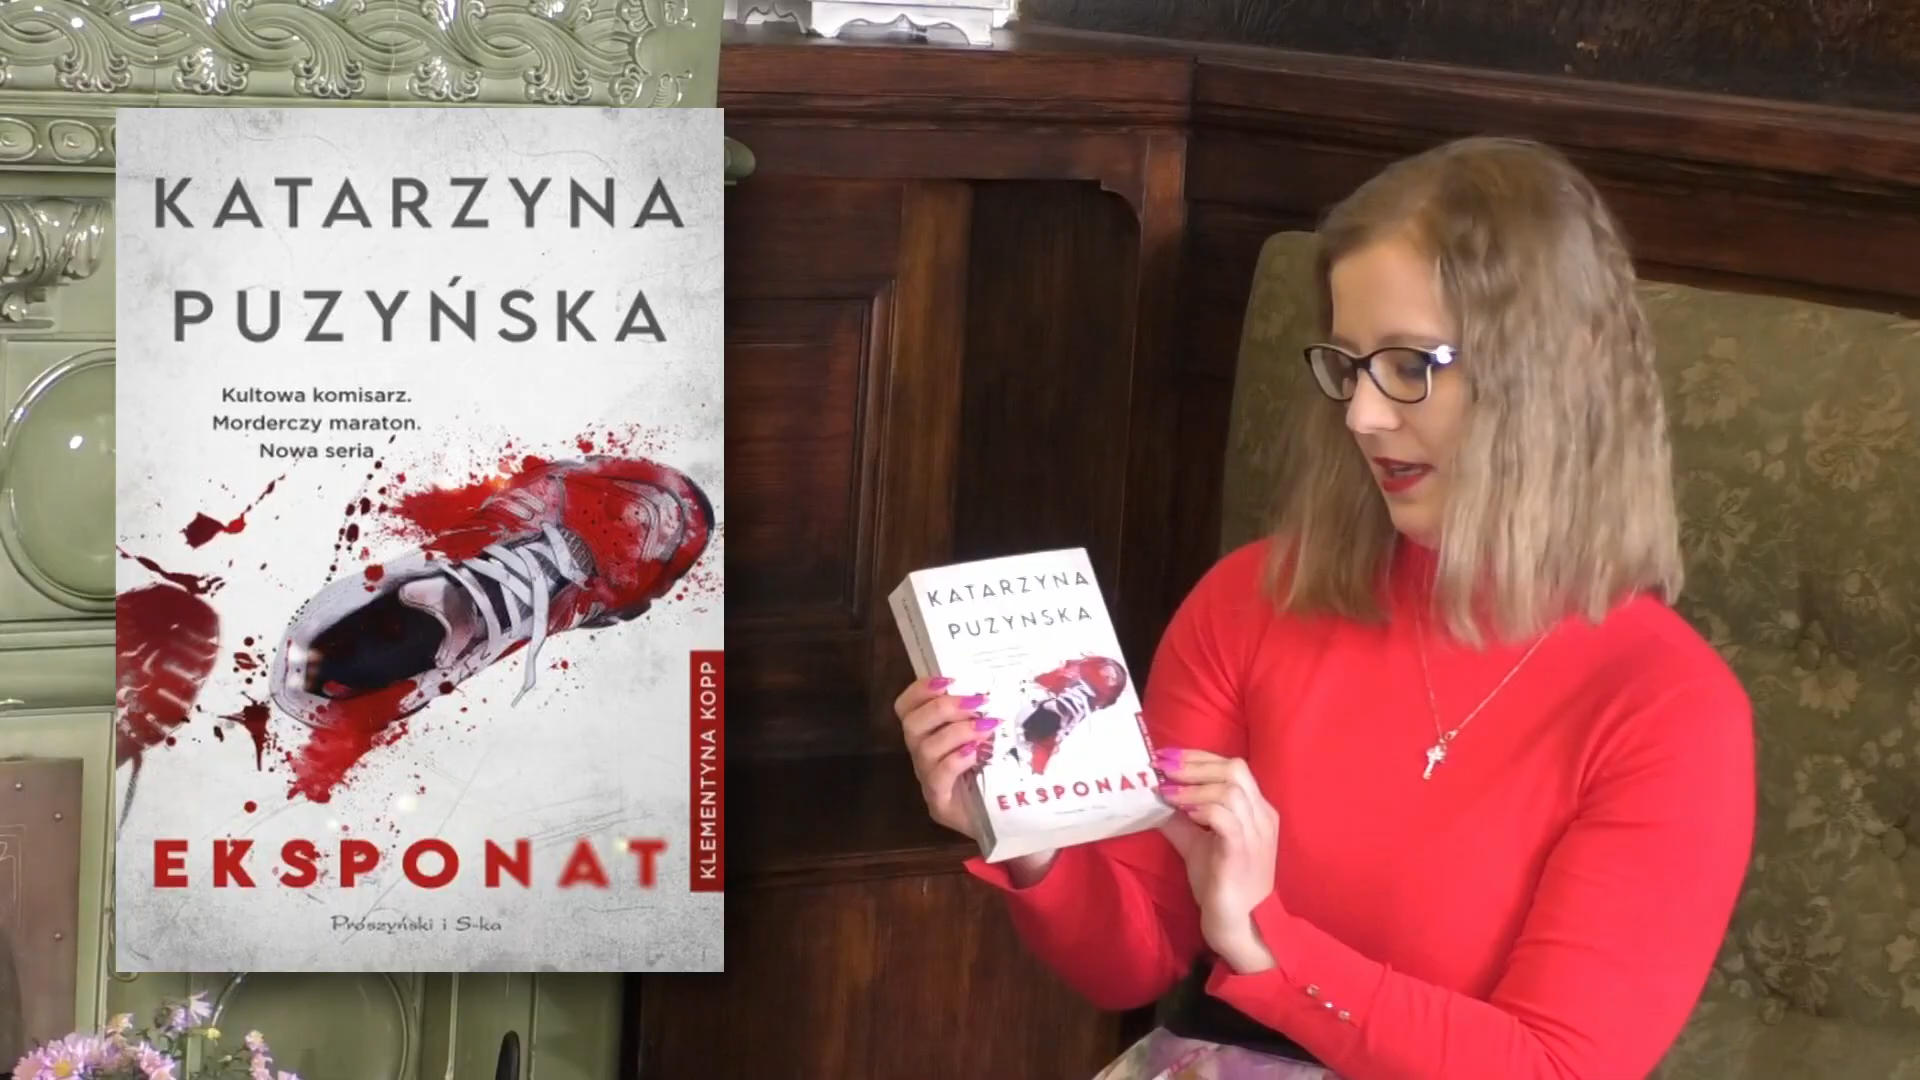 KATARZYNA
PUZYŃSKA
Kultowa komisarz.
Morderczy maraton.
Nowa seria
KLEMENTYNA KOPP
EKSPONAT
Prószyński i S-ka
KATARZYNA
PUZYŃSKA
EKSPONAT